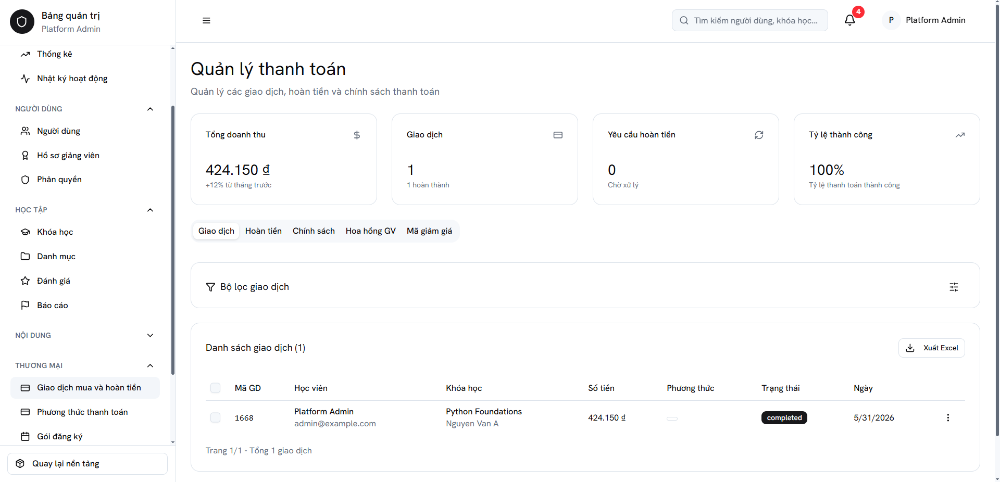 Bảng quản trị
Platform Admin
Thống kê
Nhật ký hoạt động
NGƯỜI DÙNG
Người dùng
Hồ sơ giảng viên
Phân quyền
HỌC TẬP
Khóa học
Danh mục
Đánh giá
Báo cáo
NỘI DUNG
THƯƠNG MẠI
Giao dịch mua và hoàn tiền
Phương thức thanh toán
Gói đăng ký
Quay lại nền tảng
Tìm kiếm người dùng, khóa học...
4
P Platform Admin
Quản lý thanh toán
Quản lý các giao dịch, hoàn tiền và chính sách thanh toán
Tổng doanh thu
424.150 ₫
+12% từ tháng trước
Giao dịch
1
1 hoàn thành
Yêu cầu hoàn tiền
0
Chờ xử lý
Tỷ lệ thành công
100%
Tỷ lệ thanh toán thành công
Giao dịch Hoàn tiền Chính sách Hoa hồng GV Mã giảm giá
Bộ lọc giao dịch
Danh sách giao dịch (1)
Xuất Excel
Mã GD Học viên Khóa học Số tiền Phương thức Trạng thái Ngày
1668 Platform Admin Python Foundations 424.150 ₫ completed 5/31/2026
admin@example.com Nguyen Van A
Trang 1/1 - Tổng 1 giao dịch